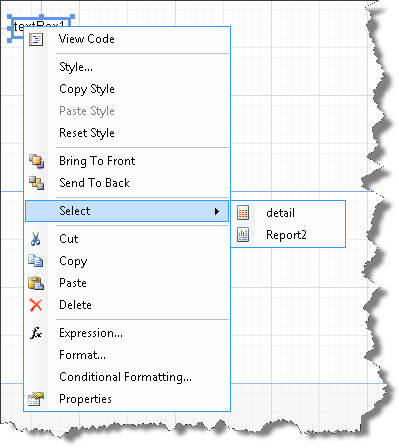 textBox1
View Code
Style...
Copy Style
Paste Style
Reset Style
Bring To Front
Send To Back
Select
detail
Report2
Cut
Copy
Paste
Delete
Expression...
Format...
Conditional Formatting...
Properties